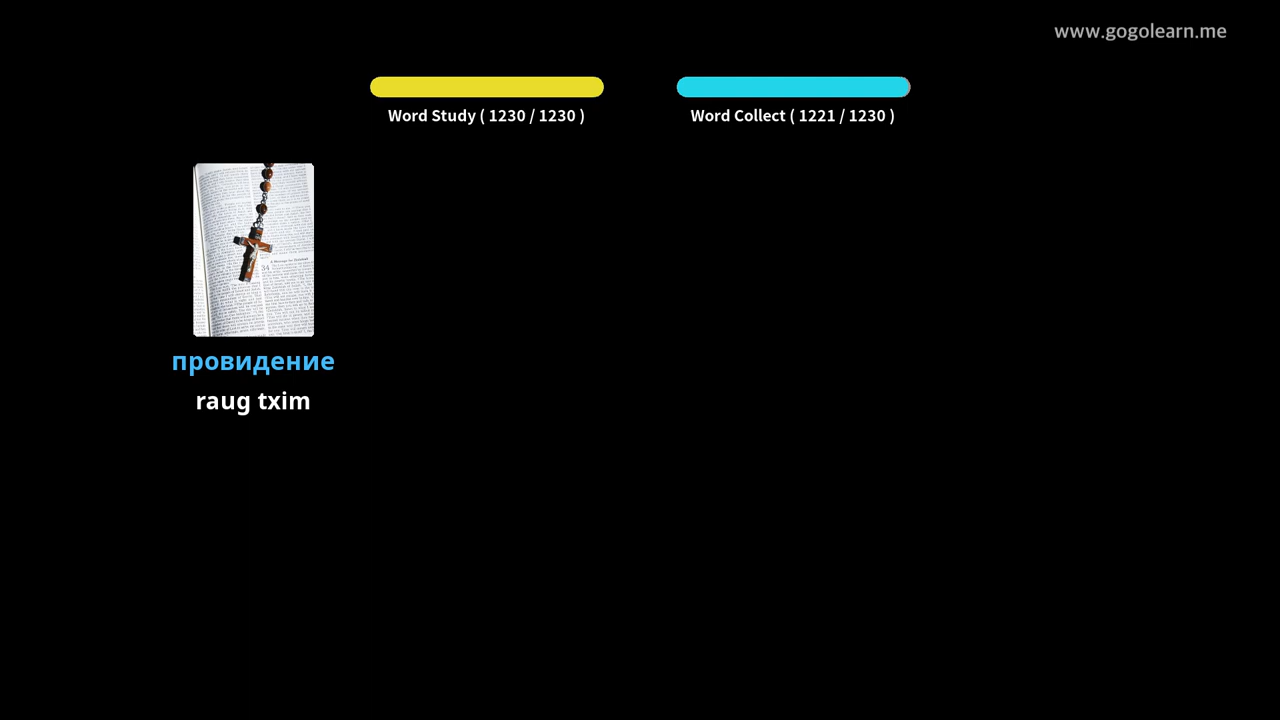 www.gogolearn.me
Word Study ( 1230 / 1230 )
Word Collect ( 1221 / 1230 )
провидение
raug txim